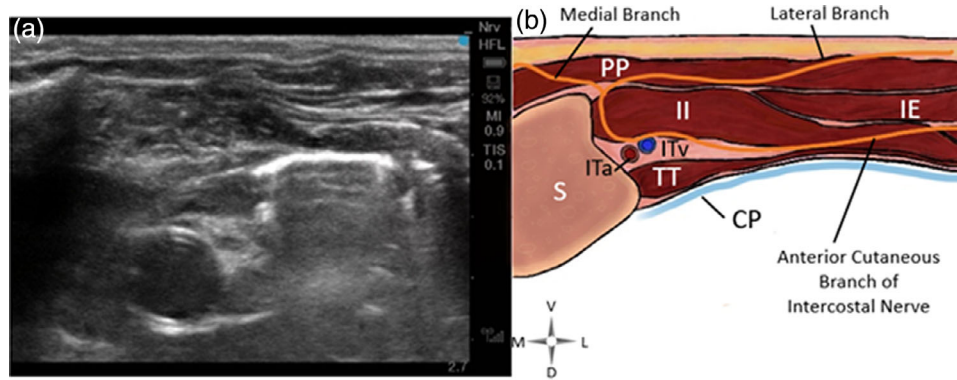 (a)
Nrv
HFL
92%
MI
0.9
TIS
0.1
2.7
(b)
Medial Branch
Lateral Branch
PP
II
IE
ITv
ITa
TT
S
CP
Anterior Cutaneous
Branch of
Intercostal Nerve
V
M
L
D